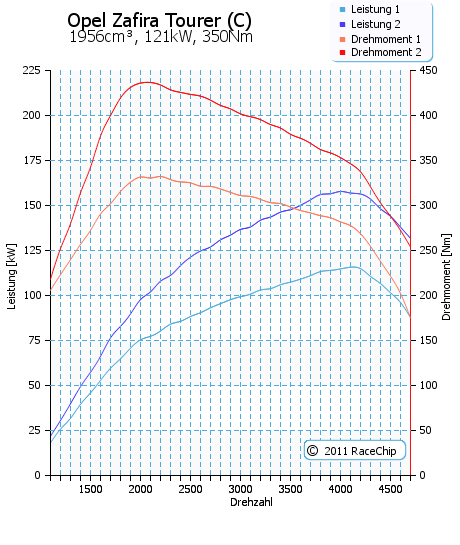 Opel Zafira Tourer (C)
1956cm³, 121kW, 350Nm
Leistung 1
Leistung 2
Drehmoment 1
Drehmoment 2
225
200
175
150
125
100
75
50
25
0
Leistung [kW]
450
400
350
300
250
200
150
100
50
0
Drehmoment [Nm]
1500 2000 2500 3000 3500 4000 4500
Drehzahl
© 2011 RaceChip